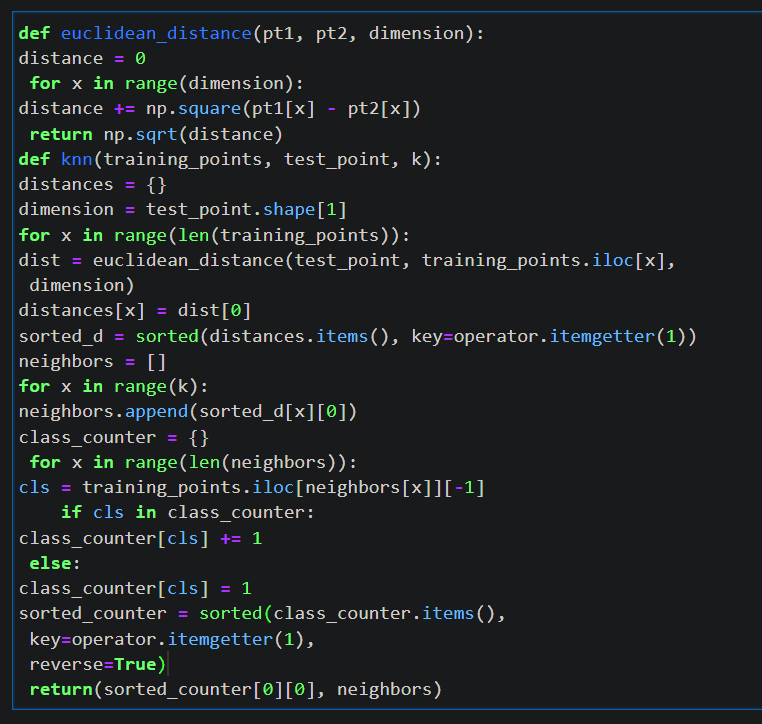 def euclidean_distance(pt1, pt2, dimension):
distance = 0
 for x in range(dimension):
distance += np.square(pt1[x] - pt2[x])
 return np.sqrt(distance)
def knn(training_points, test_point, k):
distances = {}
dimension = test_point.shape[1]
for x in range(len(training_points)):
dist = euclidean_distance(test_point, training_points.iloc[x],
 dimension)
distances[x] = dist[0]
sorted_d = sorted(distances.items(), key=operator.itemgetter(1))
neighbors = []
for x in range(k):
neighbors.append(sorted_d[x][0])
class_counter = {}
 for x in range(len(neighbors)):
cls = training_points.iloc[neighbors[x]][-1]
    if cls in class_counter:
class_counter[cls] += 1
 else:
class_counter[cls] = 1
sorted_counter = sorted(class_counter.items(),
 key=operator.itemgetter(1),
 reverse=True)
 return(sorted_counter[0][0], neighbors)